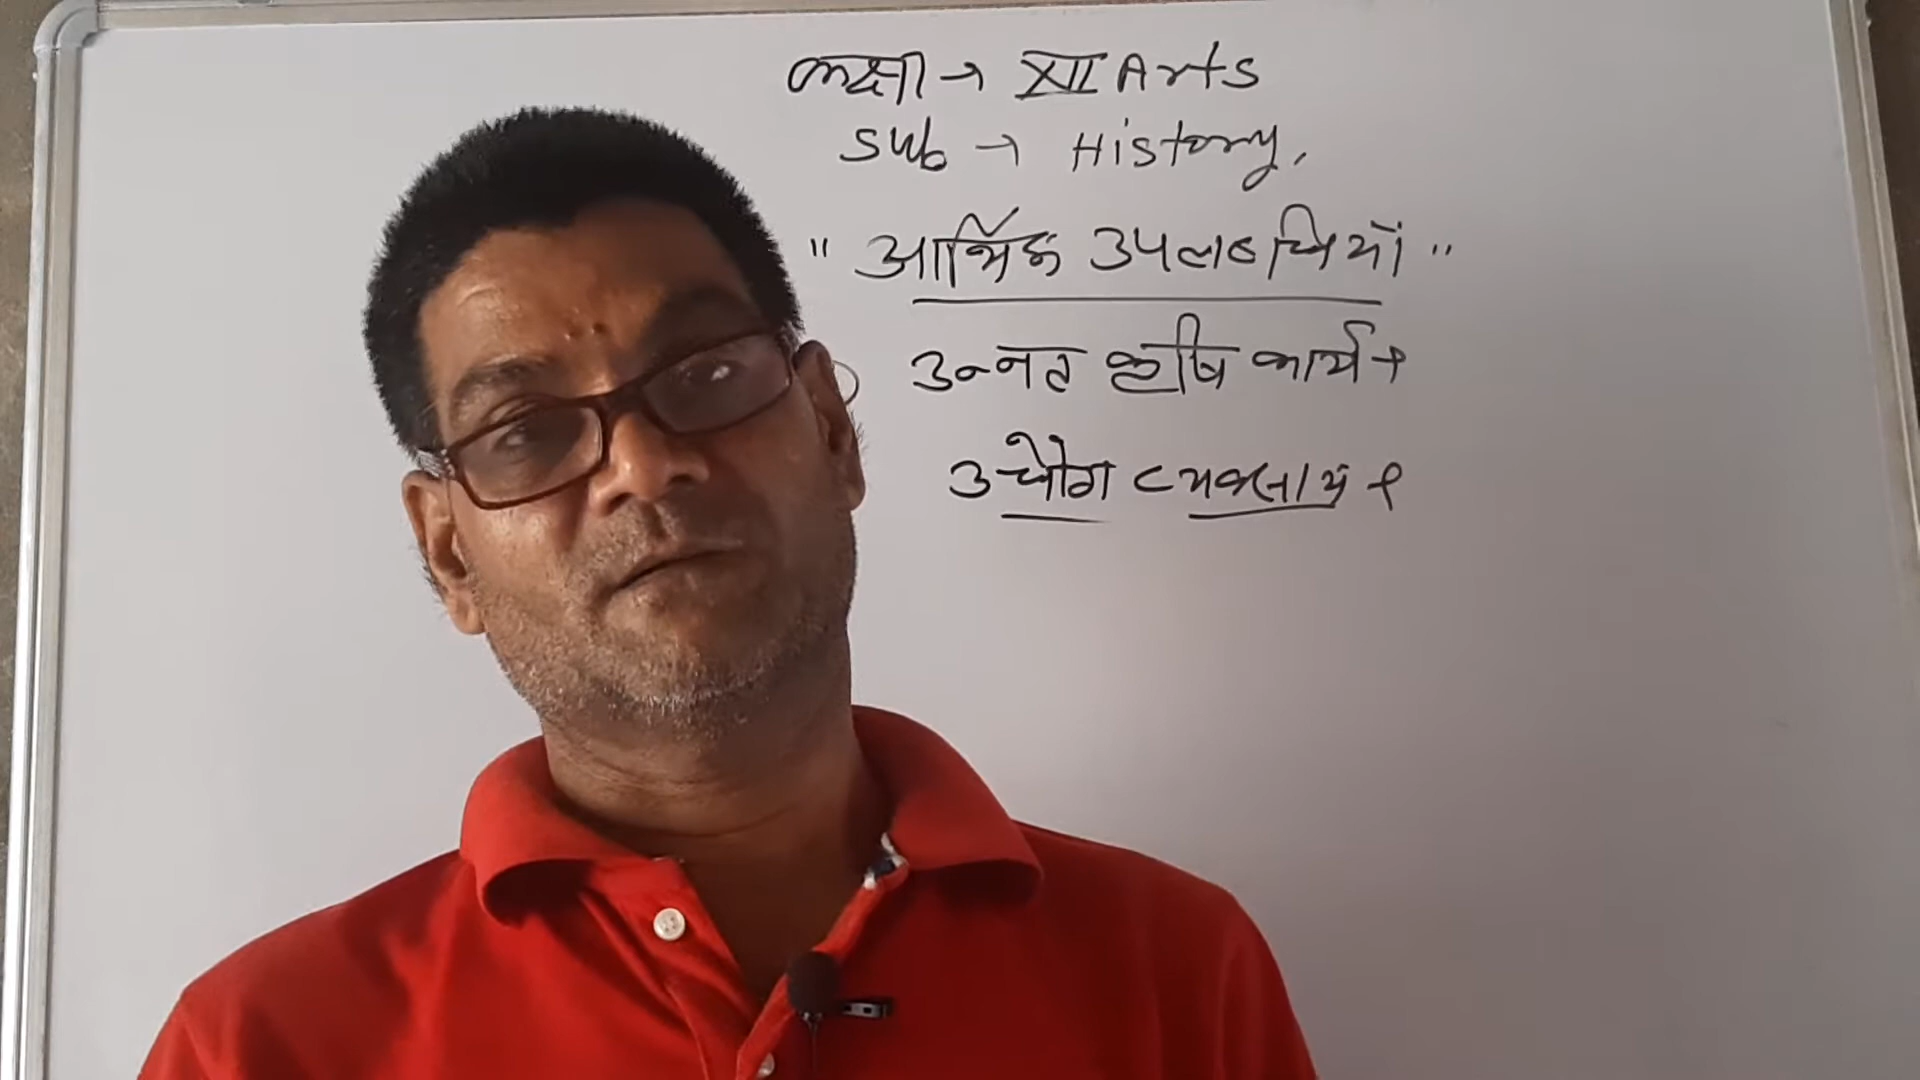 कक्षा → XII Arts
Sub → History,
" आर्थिक उपलब्धियाँ "
उन्नत कृषि कार्य →
उद्योग व्यवसाय